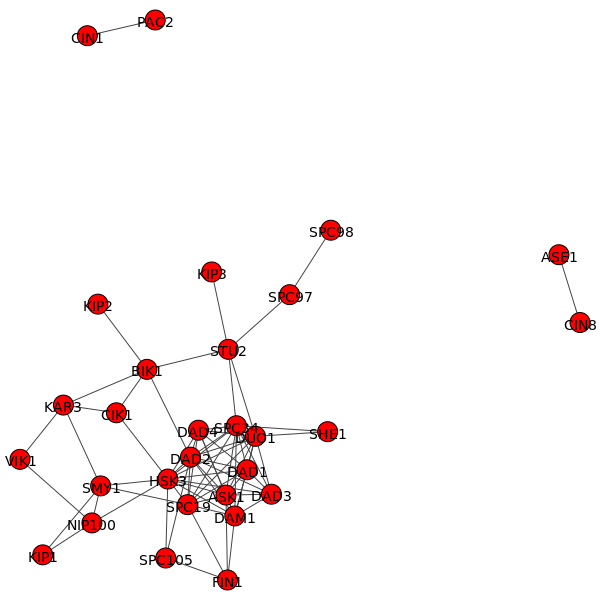 PAC2
CIN1
SPC98
ASE1
KIP3
SPC97
KIP2
CIN8
STU2
BIK1
KAR3
CIK1
SPC34
DAD4
DUO1
SHE1
VIK1
DAD2
DAD1
HSK3
SMY1
ASK1
DAD3
SPC19
DAM1
NIP100
KIP1
SPC105
FIN1